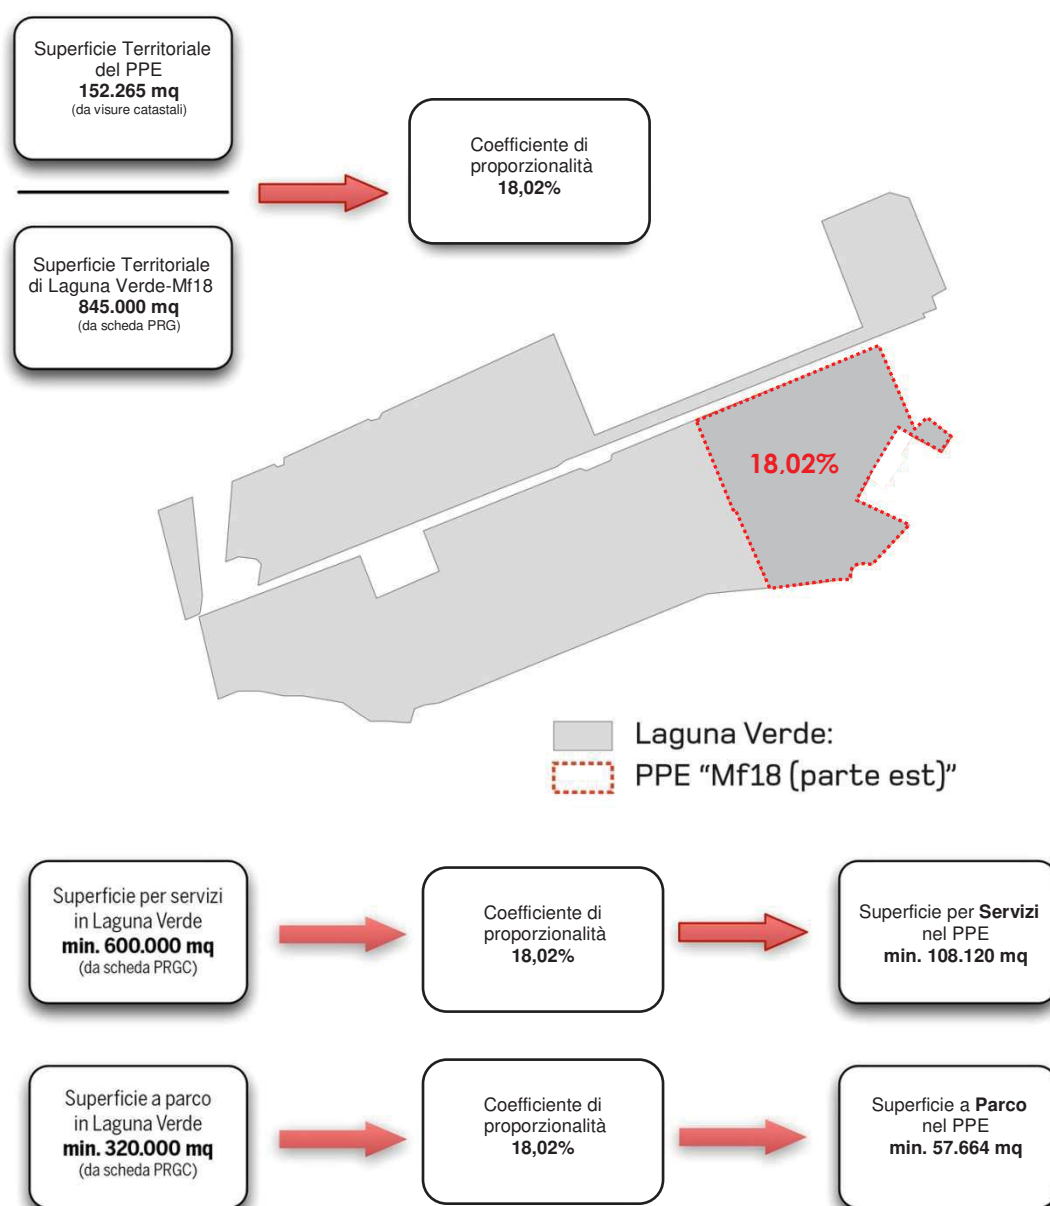 Superficie Territoriale
del PPE
152.265 mq
(da visure catastali)
Coefficiente di
proporzionalità
18,02%
Superficie Territoriale
di Laguna Verde-Mf18
845.000 mq
(da scheda PRG)
18,02%
Laguna Verde:
PPE “Mf18 (parte est)”
Superficie per servizi
in Laguna Verde
min. 600.000 mq
(da scheda PRGC)
Coefficiente di
proporzionalità
18,02%
Superficie per Servizi
nel PPE
min. 108.120 mq
Superficie a parco
in Laguna Verde
min. 320.000 mq
(da scheda PRGC)
Coefficiente di
proporzionalità
18,02%
Superficie a Parco
nel PPE
min. 57.664 mq